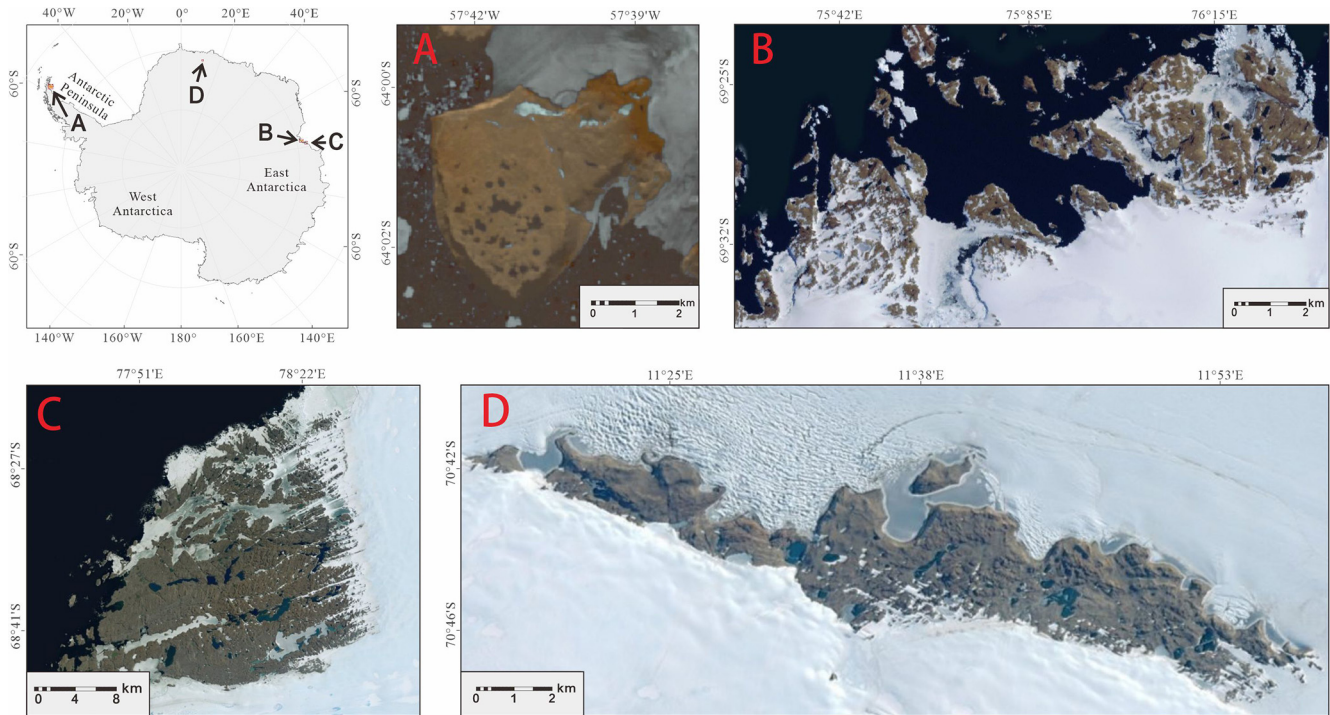 40°W 20°W 0° 20°E 40°E
60°S
60°S
Antarctic
Peninsula
A
D
B
C
East
Antarctica
West
Antarctica
60°S
60°S
140°W 160°W 180° 160°E 140°E
57°42'W 57°39'W
64°00'S
64°02'S
A
km
0 1 2
75°42'E 75°85'E 76°15'E
69°25'S
69°32'S
B
km
0 1 2
77°51'E 78°22'E
68°27'S
68°41'S
C
km
0 4 8
11°25'E 11°38'E 11°53'E
70°42'S
70°46'S
D
km
0 1 2